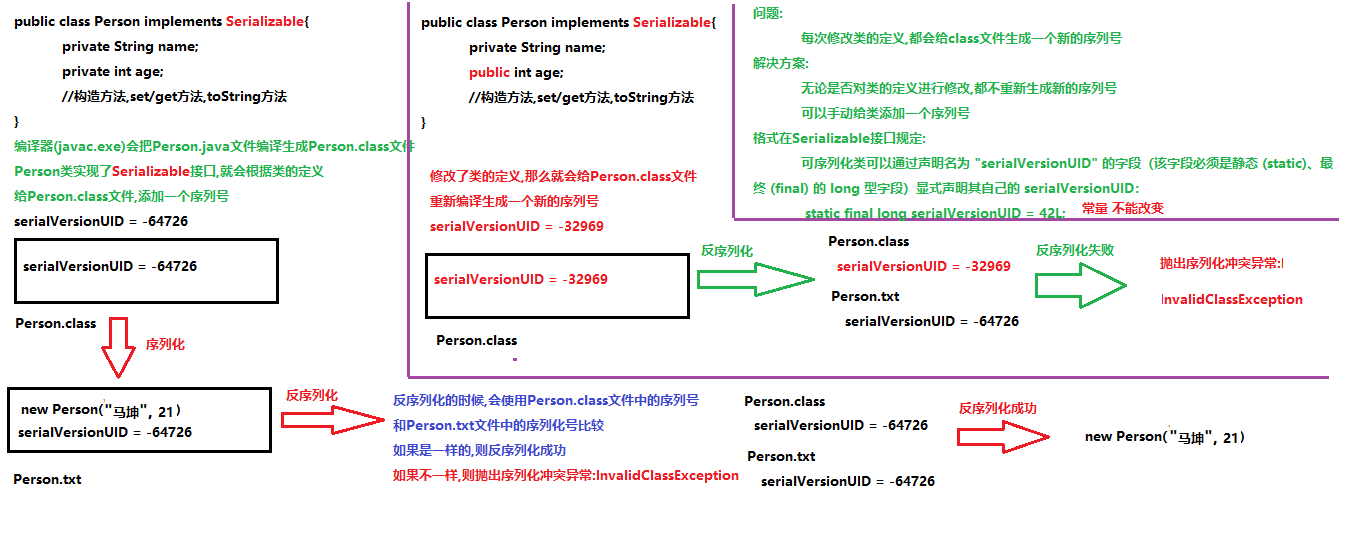 public class Person implements Serializable{
private String name;
private int age;
//构造方法,set/get方法,toString方法
}
编译器(javac.exe)会把Person.java文件编译生成Person.class文件
Person类实现了Serializable接口,就会根据类的定义
给Person.class文件,添加一个序列号
serialVersionUID = -64726
serialVersionUID = -64726
Person.class
序列化
new Person("马坤", 21)
serialVersionUID = -64726
Person.txt
反序列化
反序列化的时候,会使用Person.class文件中的序列号
和Person.txt文件中的序列化号比较
如果是一样的,则反序列化成功
如果不一样,则抛出序列化冲突异常:InvalidClassException
Person.class
serialVersionUID = -64726
Person.txt
serialVersionUID = -64726
反序列化成功
new Person("马坤", 21)
public class Person implements Serializable{
private String name;
public int age;
//构造方法,set/get方法,toString方法
}
修改了类的定义,那么就会给Person.class文件
重新编译生成一个新的序列号
serialVersionUID = -32969
serialVersionUID = -32969
Person.class
反序列化
Person.class
serialVersionUID = -32969
Person.txt
serialVersionUID = -64726
反序列化失败
抛出序列化冲突异常:I
InvalidClassException
问题:
每次修改类的定义,都会给class文件生成一个新的序列号
解决方案:
无论是否对类的定义进行修改,都不重新生成新的序列号
可以手动给类添加一个序列号
格式在Serializable接口规定:
可序列化类可以通过声明名为 "serialVersionUID" 的字段（该字段必须是静态 (static)、最
终 (final) 的 long 型字段）显式声明其自己的 serialVersionUID:
static final long serialVersionUID = 42L; 常量 不能改变